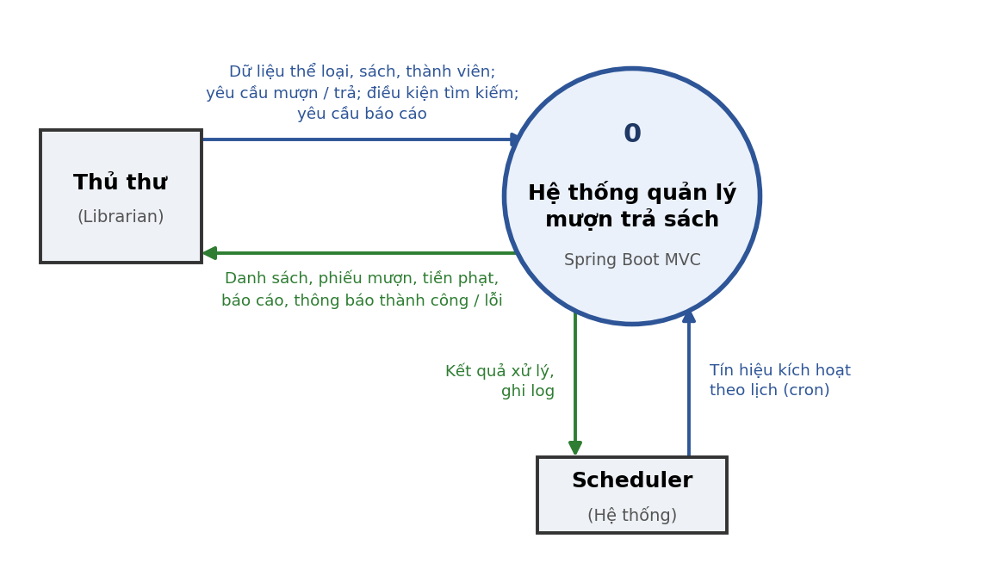 Dữ liệu thể loại, sách, thành viên;
yêu cầu mượn / trả; điều kiện tìm kiếm;
yêu cầu báo cáo
Thủ thư
(Librarian)
0
Hệ thống quản lý
mượn trả sách
Spring Boot MVC
Danh sách, phiếu mượn, tiền phạt,
báo cáo, thông báo thành công / lỗi
Kết quả xử lý,
ghi log
Tín hiệu kích hoạt
theo lịch (cron)
Scheduler
(Hệ thống)